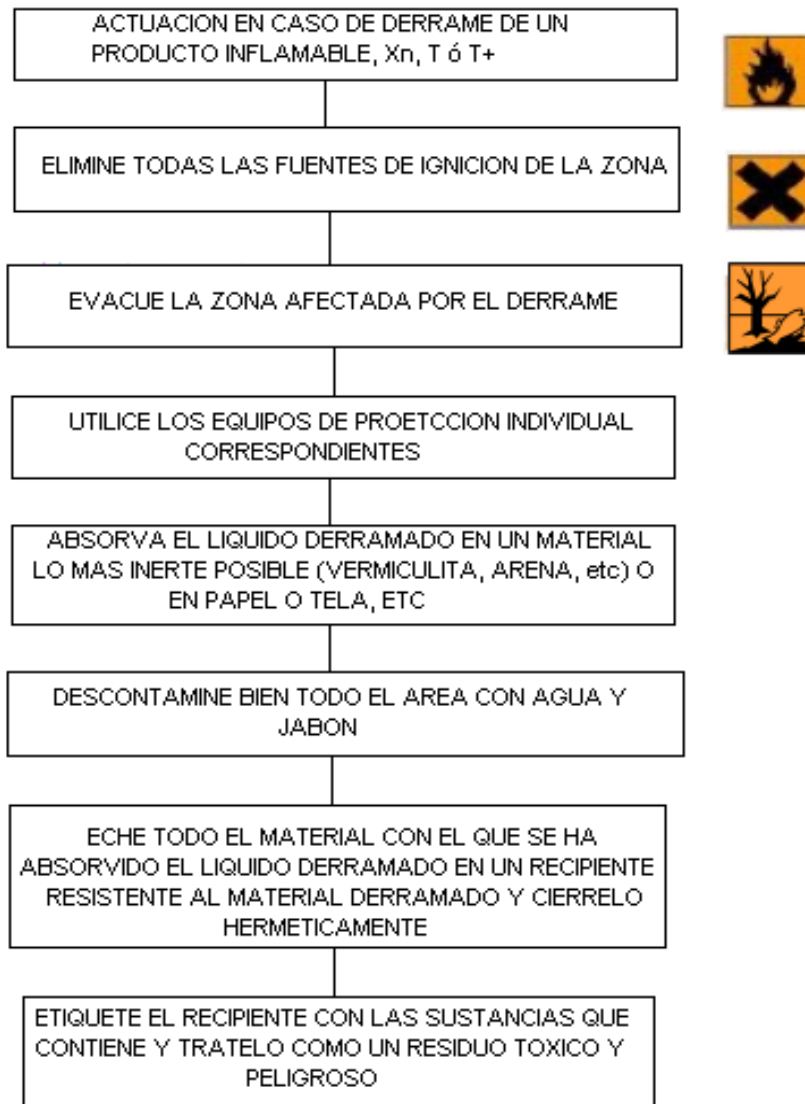 ACTUACION EN CASO DE DERRAME DE UN
PRODUCTO INFLAMABLE, Xn, T ó T+
ELIMINE TODAS LAS FUENTES DE IGNICION DE LA ZONA
EVACUE LA ZONA AFECTADA POR EL DERRAME
UTILICE LOS EQUIPOS DE PROETCCION INDIVIDUAL
CORRESPONDIENTES
ABSORVA EL LIQUIDO DERRAMADO EN UN MATERIAL
LO MAS INERTE POSIBLE (VERMICULITA, ARENA, etc) O
EN PAPEL O TELA, ETC
DESCONTAMINE BIEN TODO EL AREA CON AGUA Y
JABON
ECHE TODO EL MATERIAL CON EL QUE SE HA
ABSORVIDO EL LIQUIDO DERRAMADO EN UN RECIPIENTE
RESISTENTE AL MATERIAL DERRAMADO Y CIERRELO
HERMETICAMENTE
ETIQUETE EL RECIPIENTE CON LAS SUSTANCIAS QUE
CONTIENE Y TRATELO COMO UN RESIDUO TOXICO Y
PELIGROSO